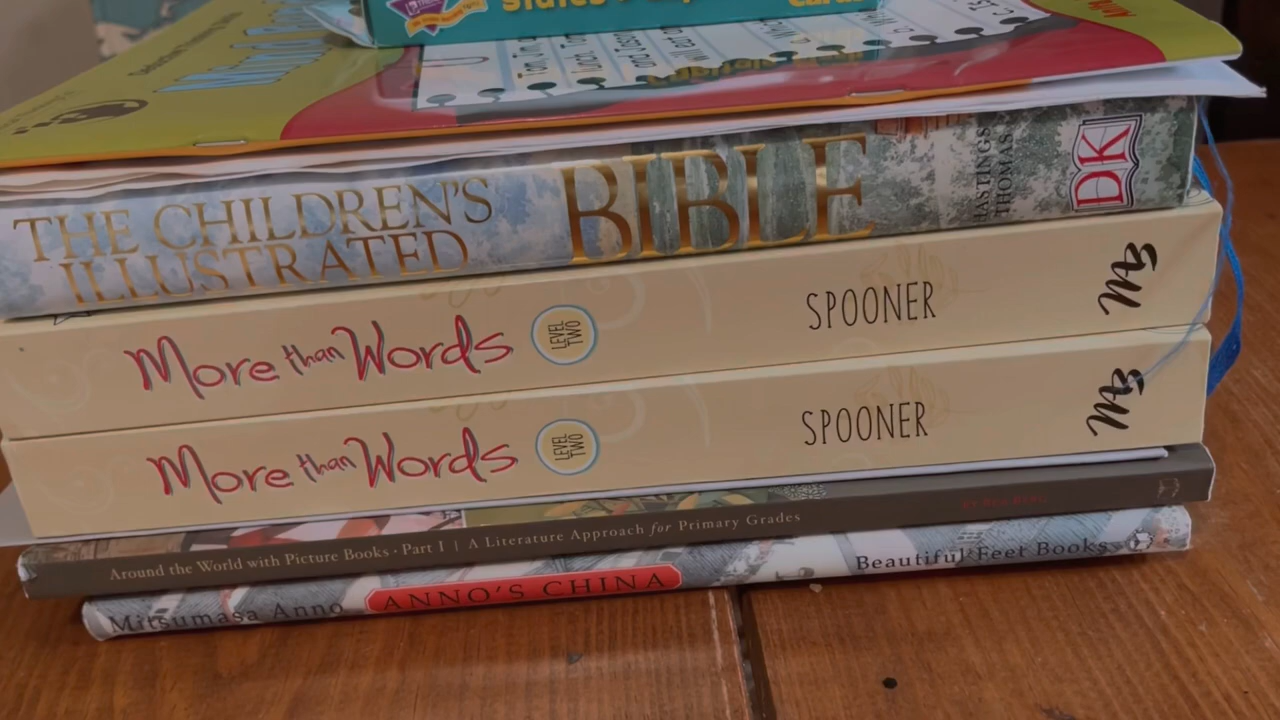 Cards
THE CHILDREN'S
ILLUSTRATED
BIBLE
HASTINGS
THOMAS
DK
More than Words
LEVEL
TWO
SPOONER
More than Words
LEVEL
TWO
SPOONER
Around the World with Picture Books • Part I | A Literature Approach for Primary Grades
Mitsumasa Anno
ANNO'S CHINA
Beautiful Feet Books